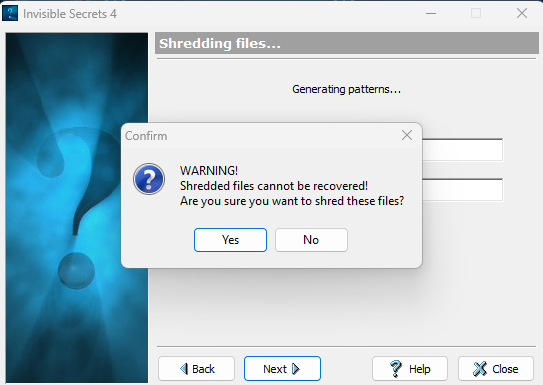 Invisible Secrets 4
Shredding files...
Generating patterns...
Confirm
WARNING!
Shredded files cannot be recovered!
Are you sure you want to shred these files?
Yes
No
Back
Next
Help
Close